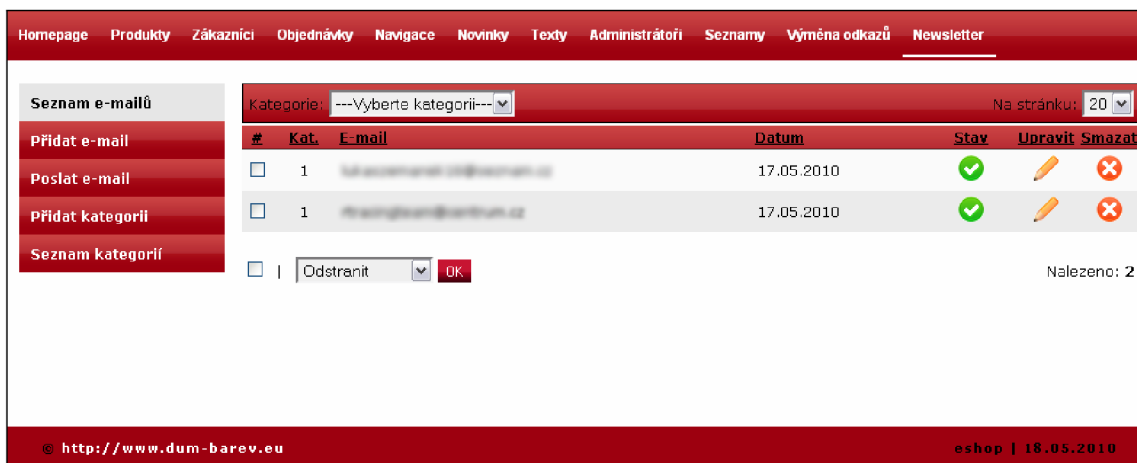 Homepage Produkty Zákazníci Objednávky Navigace Novinky Texty Administrátoři Seznamy Výměna odkazů Newsletter
Seznam e-mailů
Přidat e-mail
Poslat e-mail
Přidat kategorii
Seznam kategorií
Kategorie: ---Vyberte kategorii--- Na stránku: 20
# Kat. E-mail Datum Stav Upravit Smazat
1 17.05.2010
1 17.05.2010
| Odstranit OK Nalezeno: 2
© http://www.dum-barev.eu eshop | 18.05.2010